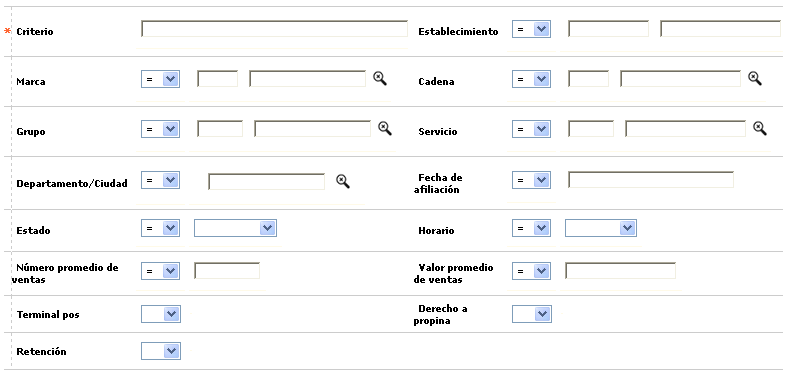 * Criterio Establecimiento =
Marca = Cadena =
Grupo = Servicio =
Departamento/Ciudad = Fecha de
afiliación =
Estado = Horario =
Número promedio de
ventas = Valor promedio
de ventas =
Terminal pos Derecho a
propina
Retención